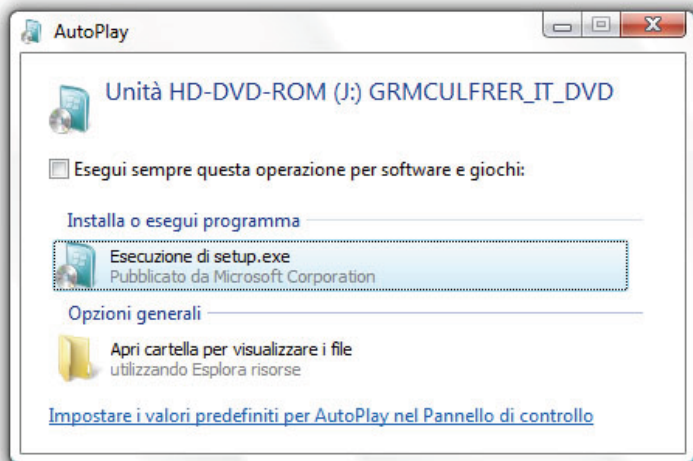 AutoPlay
Unità HD-DVD-ROM (J:) GRMCULFRER_IT_DVD
Esegui sempre questa operazione per software e giochi:
Installa o esegui programma
Esecuzione di setup.exe
Pubblicato da Microsoft Corporation
Opzioni generali
Apri cartella per visualizzare i file
utilizzando Esplora risorse
Impostare i valori predefiniti per AutoPlay nel Pannello di controllo